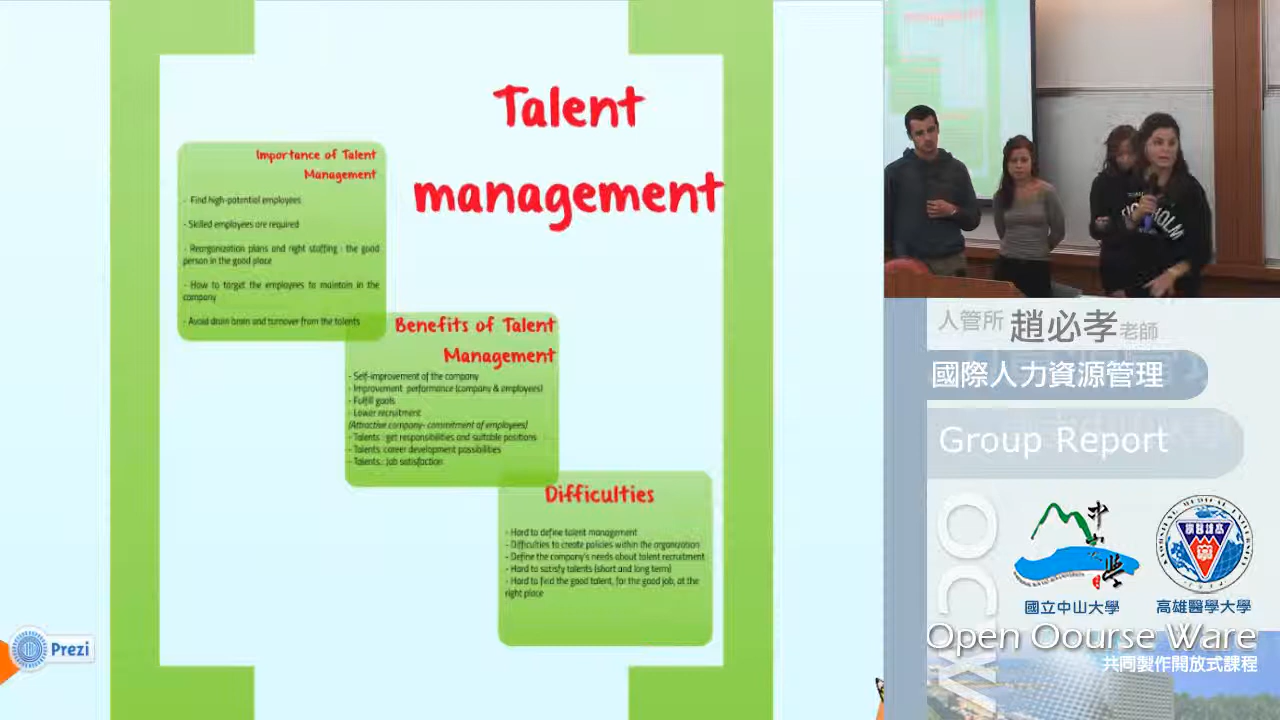 Talent
management
Importance of Talent
Management
- Find high-potential employees
- Skilled employees are required
- Reorganization plans and right staffing : the good
person in the good place
- How to target the employees to maintain in the
company
- Avoid drain brain and turnover from the talents
Benefits of Talent
Management
- Self-improvement of the company
- Improvement performance (company & employees)
- Fulfill goals
- Lower recruitment
(Attractive company- commitment of employees)
- Talents : get responsibilities and suitable positions
- Talents: career development possibilities
- Talents : job satisfaction
Difficulties
- Hard to define talent management
- Difficulties to create policies within the organization
- Define the company's needs about talent recruitment
- Hard to satisfy talents (short and long term)
- Hard to find the good talent, for the good job, at the
right place
Prezi
人管所 趙必孝老師
國際人力資源管理
Group Report
OCW
中山大學
國立中山大學
高雄醫學大學
Open Oourse Ware
共同製作開放式課程